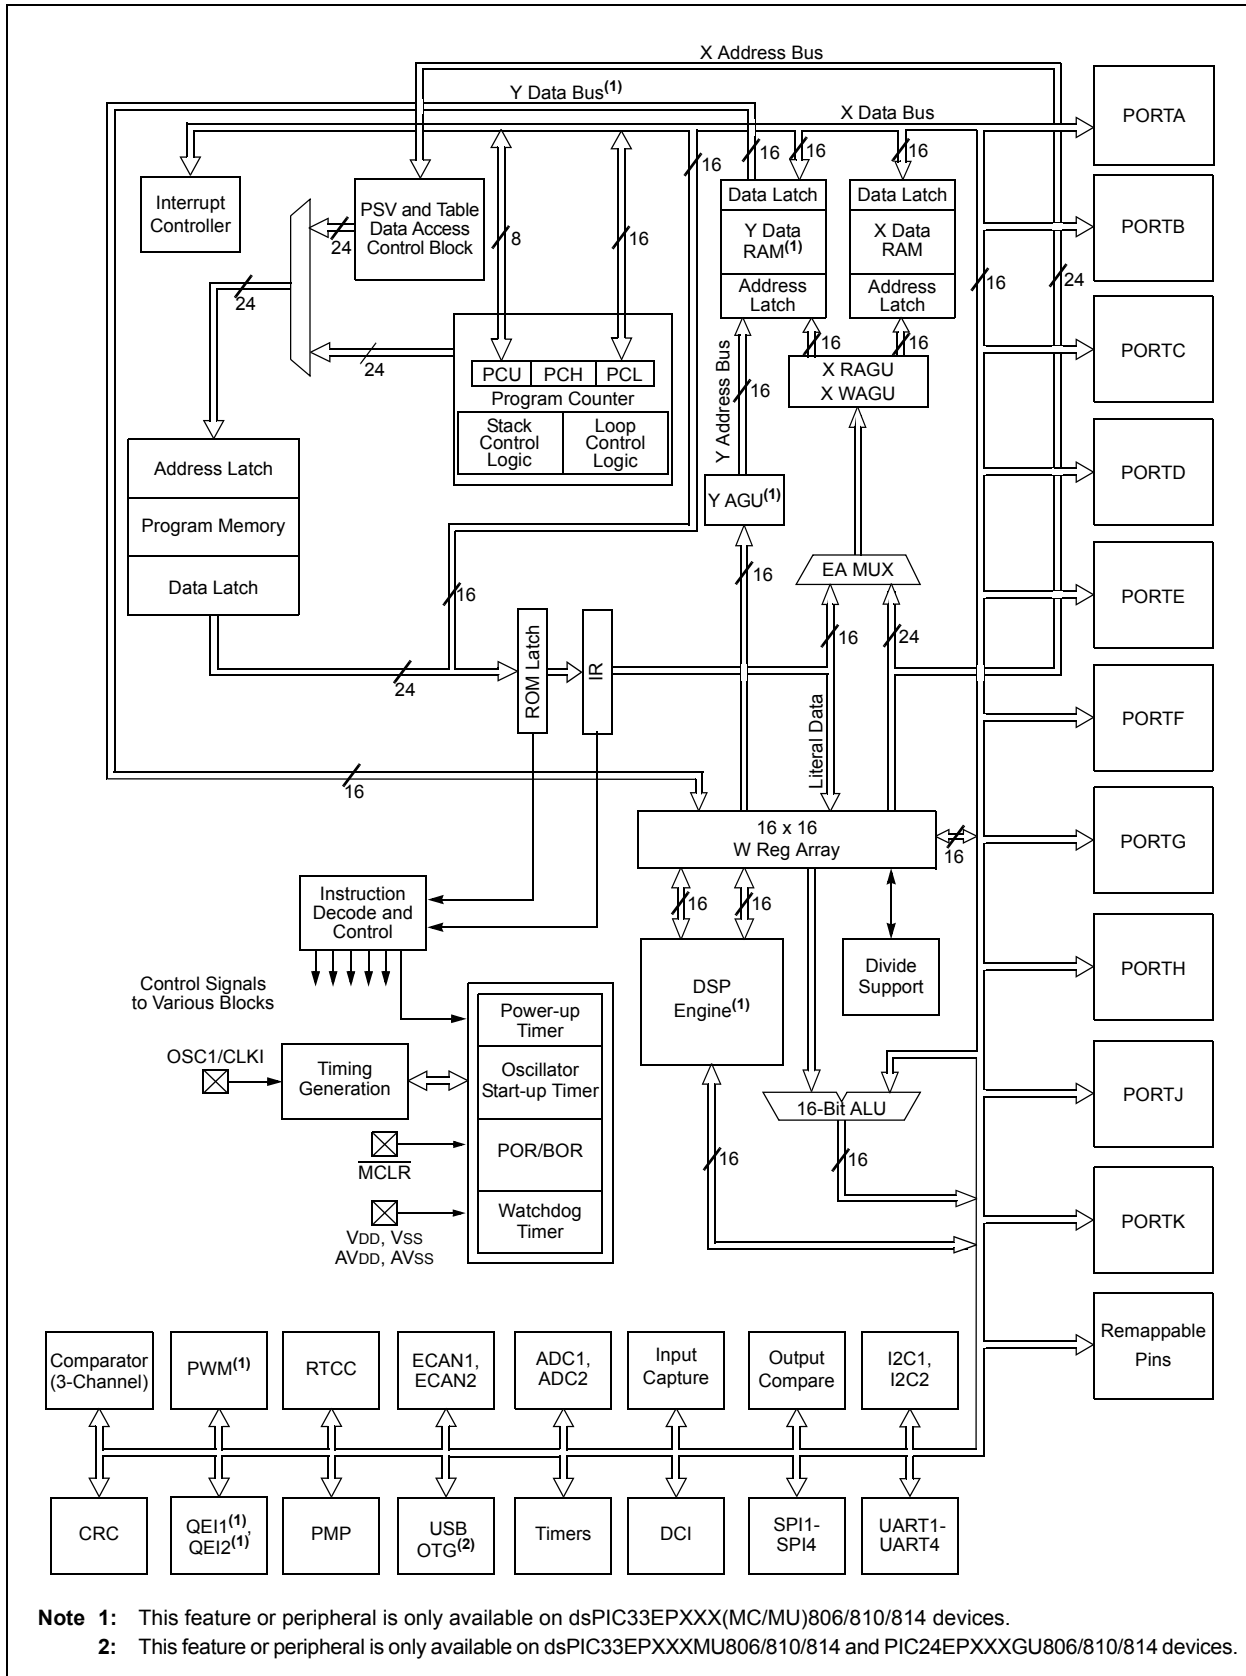 X Address Bus
Y Data Bus(1)
X Data Bus
PORTA
Interrupt
Controller
PSV and Table
Data Access
Control Block
24
8
16
16
16
16
16
Data Latch
Y Data
RAM(1)
Address
Latch
Data Latch
X Data
RAM
Address
Latch
16
24
PORTB
24
24
16
16
PORTC
PCU
PCH
PCL
Program Counter
Stack
Control
Logic
Loop
Control
Logic
Y Address Bus
16
X RAGU
X WAGU
PORTD
Address Latch
Program Memory
Data Latch
Y AGU(1)
16
EA MUX
PORTE
16
16
24
24
ROM Latch
IR
Literal Data
PORTF
16
16 x 16
W Reg Array
16
PORTG
Instruction
Decode and
Control
16
16
Control Signals
to Various Blocks
DSP
Engine(1)
Divide
Support
PORTH
Power-up
Timer
OSC1/CLKI
Timing
Generation
Oscillator
Start-up Timer
16-Bit ALU
PORTJ
MCLR
POR/BOR
16
16
VDD, VSS
AVDD, AVSS
Watchdog
Timer
PORTK
Remappable
Pins
Comparator
(3-Channel)
PWM(1)
RTCC
ECAN1,
ECAN2
ADC1,
ADC2
Input
Capture
Output
Compare
I2C1,
I2C2
CRC
QEI1(1),
QEI2(1)
PMP
USB
OTG(2)
Timers
DCI
SPI1-
SPI4
UART1-
UART4
Note 1: This feature or peripheral is only available on dsPIC33EPXXX(MC/MU)806/810/814 devices.
2: This feature or peripheral is only available on dsPIC33EPXXXMU806/810/814 and PIC24EPXXXGU806/810/814 devices.